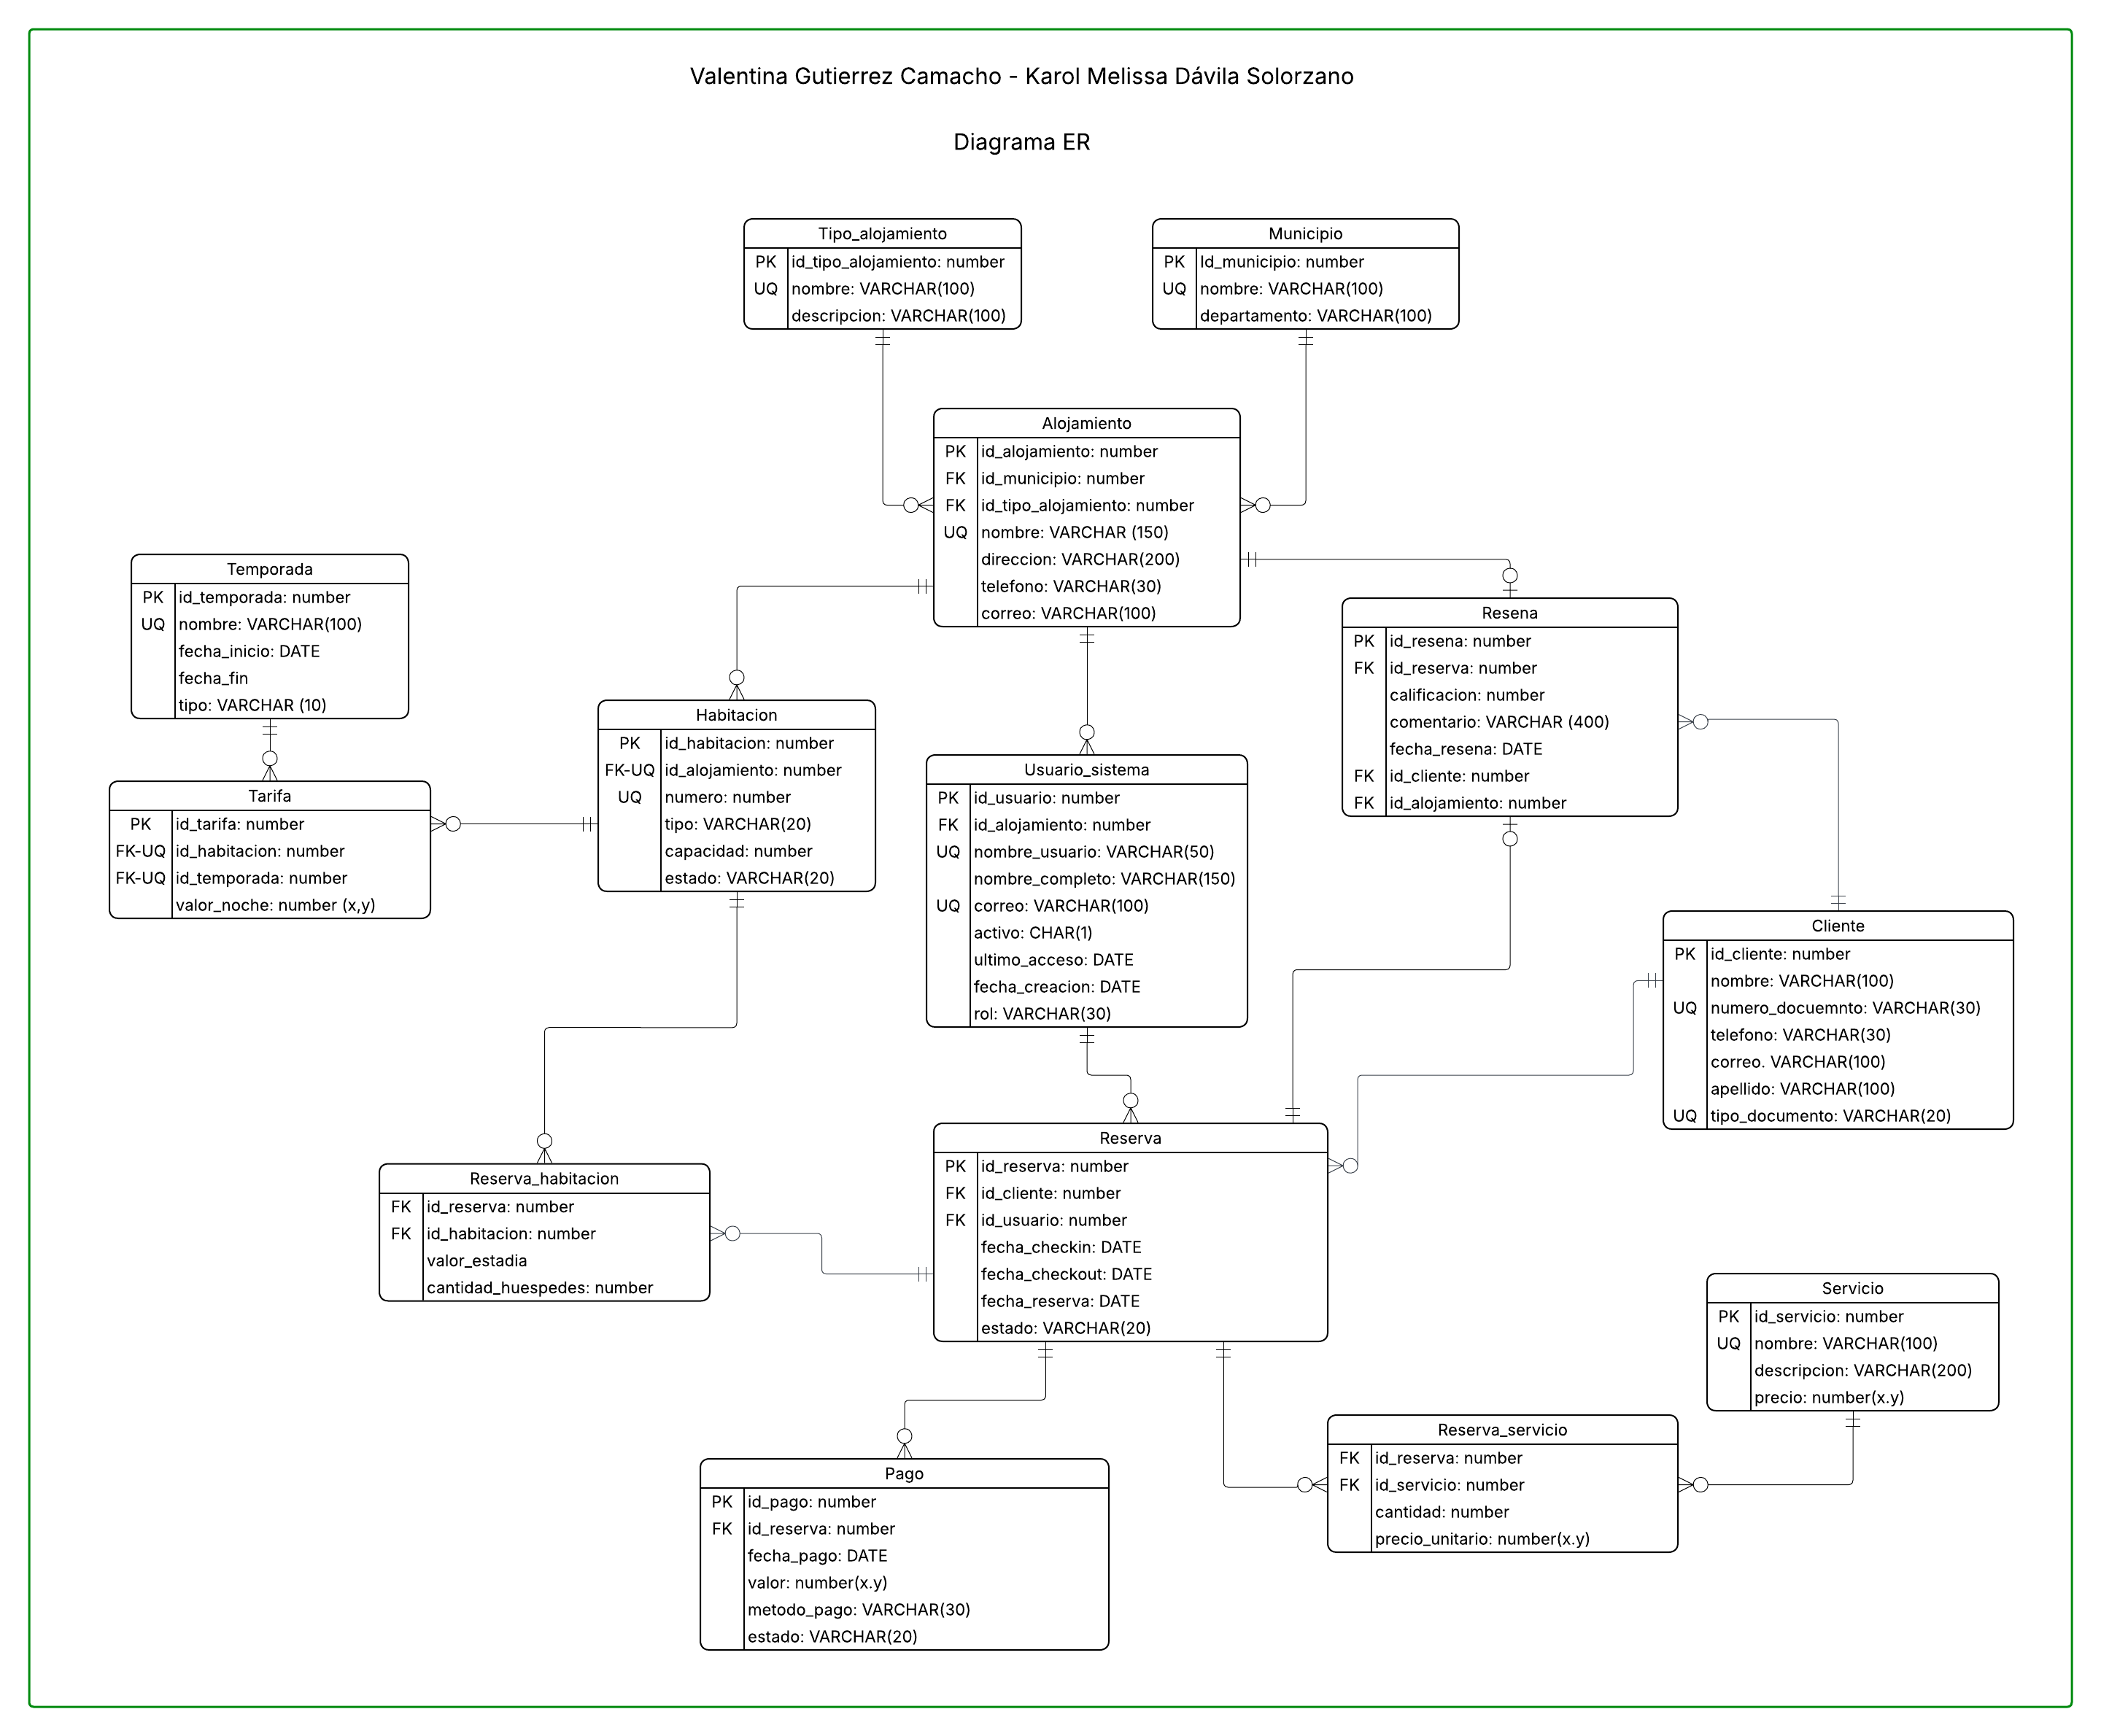 Valentina Gutierrez Camacho - Karol Melissa Dávila Solorzano
Diagrama ER
Tipo_alojamiento
PK id_tipo_alojamiento: number
UQ nombre: VARCHAR(100)
descripcion: VARCHAR(100)
Municipio
PK Id_municipio: number
UQ nombre: VARCHAR(100)
departamento: VARCHAR(100)
Alojamiento
PK id_alojamiento: number
FK id_municipio: number
FK id_tipo_alojamiento: number
UQ nombre: VARCHAR (150)
direccion: VARCHAR(200)
telefono: VARCHAR(30)
correo: VARCHAR(100)
Temporada
PK id_temporada: number
UQ nombre: VARCHAR(100)
fecha_inicio: DATE
fecha_fin
tipo: VARCHAR (10)
Resena
PK id_resena: number
FK id_reserva: number
calificacion: number
comentario: VARCHAR (400)
fecha_resena: DATE
FK id_cliente: number
FK id_alojamiento: number
Habitacion
PK id_habitacion: number
FK-UQ id_alojamiento: number
UQ numero: number
tipo: VARCHAR(20)
capacidad: number
estado: VARCHAR(20)
Usuario_sistema
PK id_usuario: number
FK id_alojamiento: number
UQ nombre_usuario: VARCHAR(50)
nombre_completo: VARCHAR(150)
UQ correo: VARCHAR(100)
activo: CHAR(1)
ultimo_acceso: DATE
fecha_creacion: DATE
rol: VARCHAR(30)
Tarifa
PK id_tarifa: number
FK-UQ id_habitacion: number
FK-UQ id_temporada: number
valor_noche: number (x,y)
Cliente
PK id_cliente: number
nombre: VARCHAR(100)
UQ numero_docuemnto: VARCHAR(30)
telefono: VARCHAR(30)
correo. VARCHAR(100)
apellido: VARCHAR(100)
UQ tipo_documento: VARCHAR(20)
Reserva
PK id_reserva: number
FK id_cliente: number
FK id_usuario: number
fecha_checkin: DATE
fecha_checkout: DATE
fecha_reserva: DATE
estado: VARCHAR(20)
Reserva_habitacion
FK id_reserva: number
FK id_habitacion: number
valor_estadia
cantidad_huespedes: number
Servicio
PK id_servicio: number
UQ nombre: VARCHAR(100)
descripcion: VARCHAR(200)
precio: number(x.y)
Reserva_servicio
FK id_reserva: number
FK id_servicio: number
cantidad: number
precio_unitario: number(x.y)
Pago
PK id_pago: number
FK id_reserva: number
fecha_pago: DATE
valor: number(x.y)
metodo_pago: VARCHAR(30)
estado: VARCHAR(20)